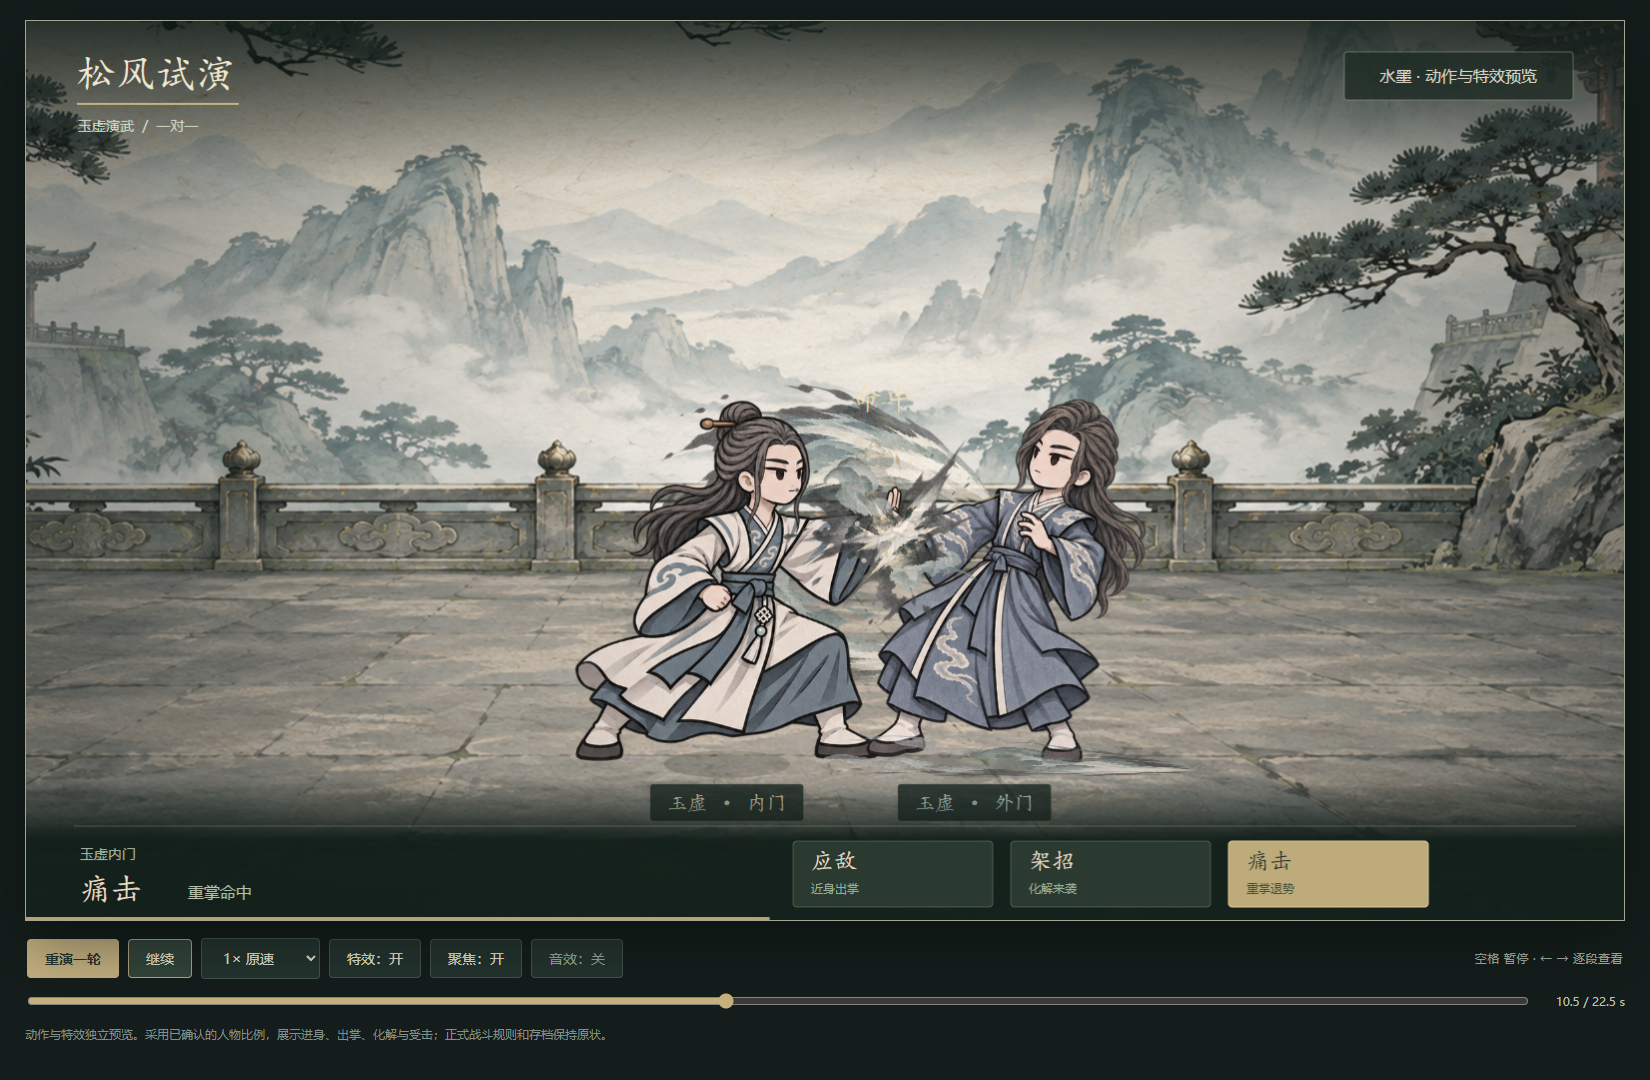 松风试演
水墨 · 动作与特效预览
玉虚演武 / 一对一
命中
玉虚 • 内门
玉虚 • 外门
玉虚内门
痛击 重掌命中
应敌
近身出掌
架招
化解来袭
痛击
重掌退势
重演一轮
继续
1× 原速
特效：开
聚焦：开
音效：关
空格 暂停 · ← → 逐段查看
10.5 / 22.5 s
动作与特效独立预览。采用已确认的人物比例，展示进身、出掌、化解与受击；正式战斗规则和存档保持原状。